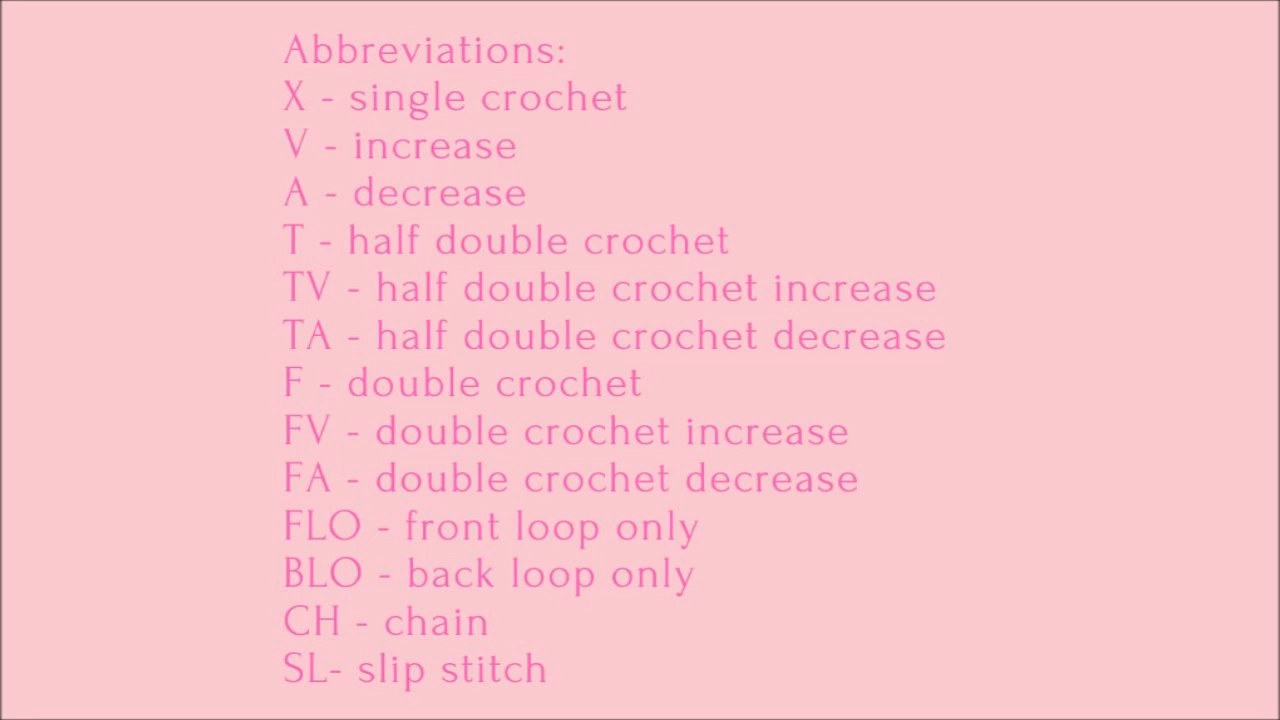 Abbreviations:
X - single crochet
V - increase
A - decrease
T - half double crochet
TV - half double crochet increase
TA - half double crochet decrease
F - double crochet
FV - double crochet increase
FA - double crochet decrease
FLO - front loop only
BLO - back loop only
CH - chain
SL- slip stitch